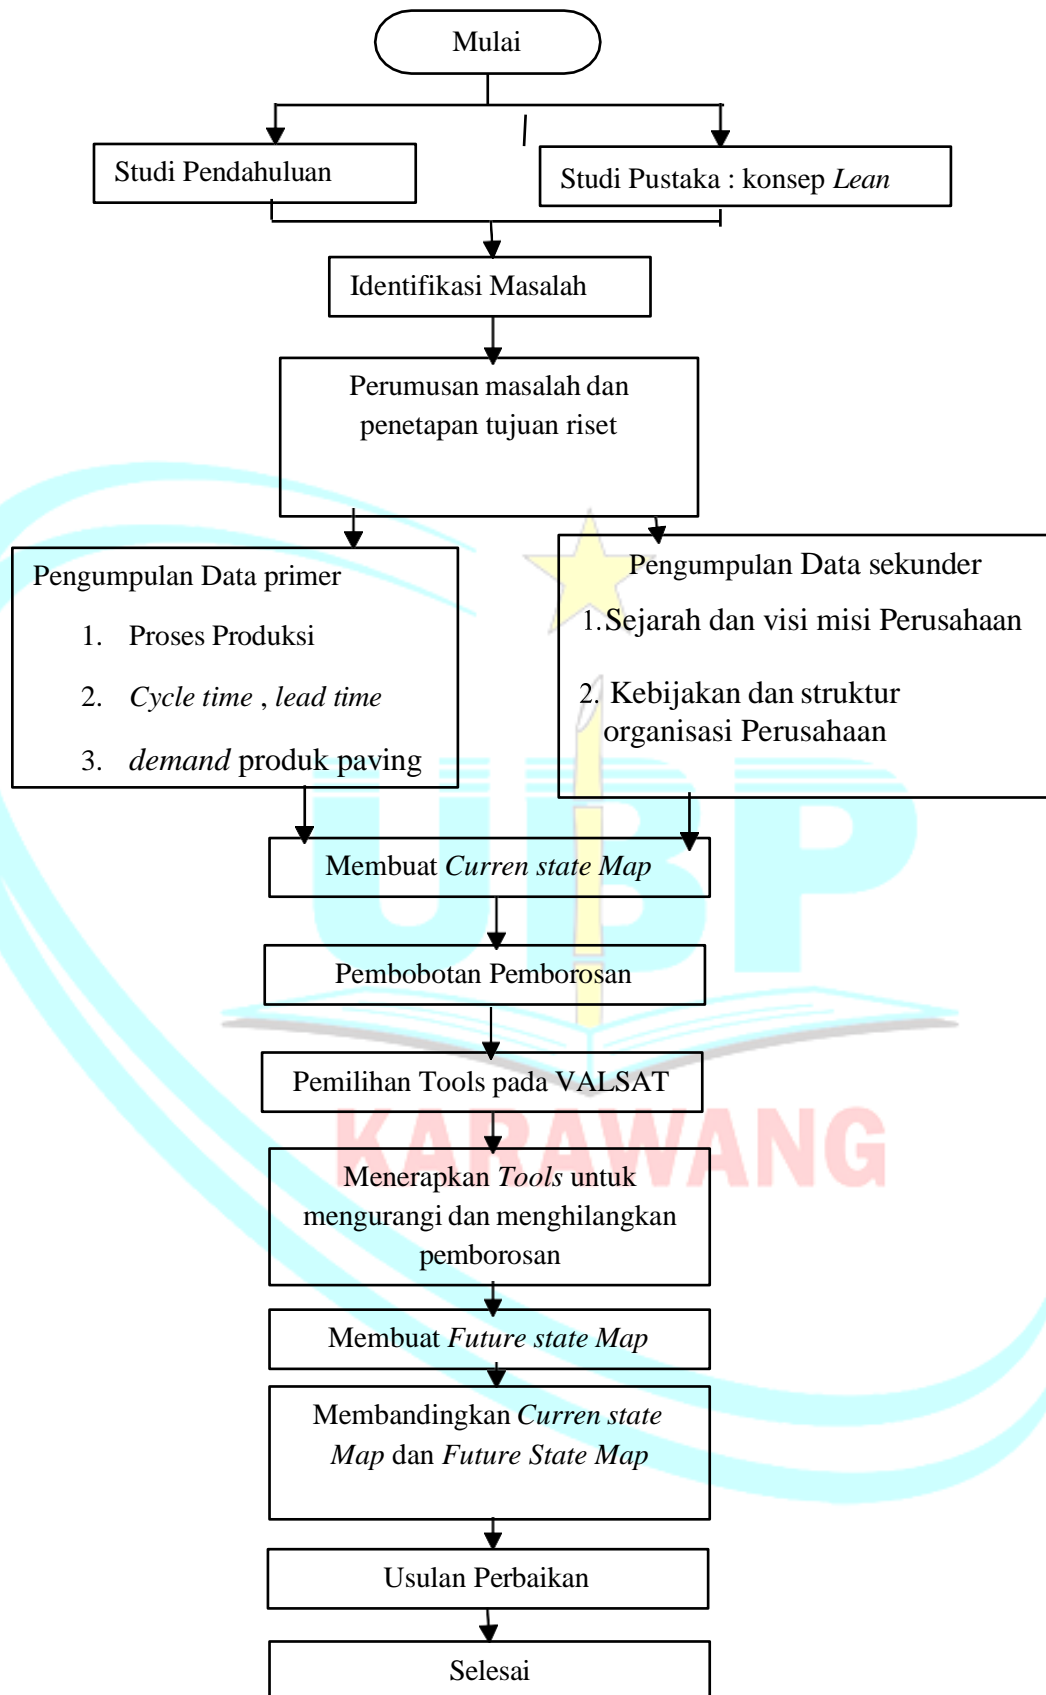 Mulai
Studi Pendahuluan
Studi Pustaka : konsep Lean
Identifikasi Masalah
Perumusan masalah dan
penetapan tujuan riset
Pengumpulan Data primer
1. Proses Produksi
2. Cycle time , lead time
3. demand produk paving
Pengumpulan Data sekunder
1. Sejarah dan visi misi Perusahaan
2. Kebijakan dan struktur
organisasi Perusahaan
Membuat Curren state Map
Pembobotan Pemborosan
Pemilihan Tools pada VALSAT
Menerapkan Tools untuk
mengurangi dan menghilangkan
pemborosan
Membuat Future state Map
Membandingkan Curren state
Map dan Future State Map
Usulan Perbaikan
Selesai
UBP
KARAWANG